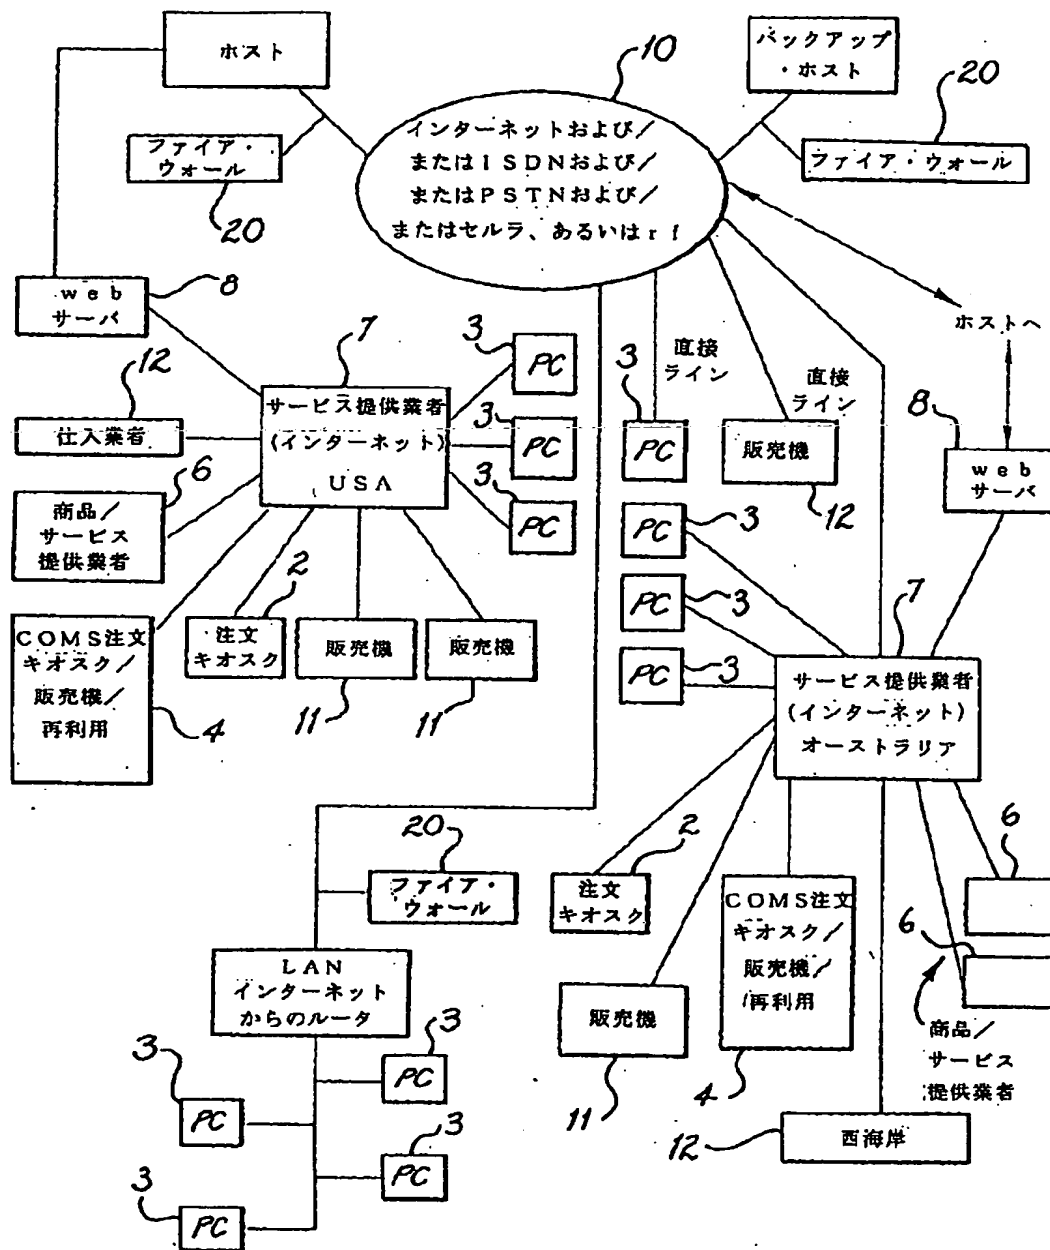 ホスト
バックアップ
・ホスト
10
20
インターネットおよび/
またはISDNおよび/
またはPSTNおよび/
またはセルラ、あるいはrf
ファイア・
ウォール
20
ファイア・ウォール
web
サーバ
8
ホストへ
7
3
PC
直接
ライン
3
PC
直接
ライン
12
仕入業者
サービス提供業者
(インターネット)
USA
3
PC
販売機
12
8
web
サーバ
6
商品/
サービス
提供業者
3
PC
PC
3
PC
3
7
2
COMS注文
キオスク/
販売機/
再利用
4
注文
キオスク
販売機
11
販売機
11
PC
3
サービス提供業者
(インターネット)
オーストラリア
20
ファイア・
ウォール
2
注文
キオスク
COMS注文
キオスク/
販売機/
再利用
4
6
6
商品/
サービス
提供業者
LAN
インターネット
からのルータ
販売機
11
3
PC
3
PC
3
PC
3
PC
12
西海岸